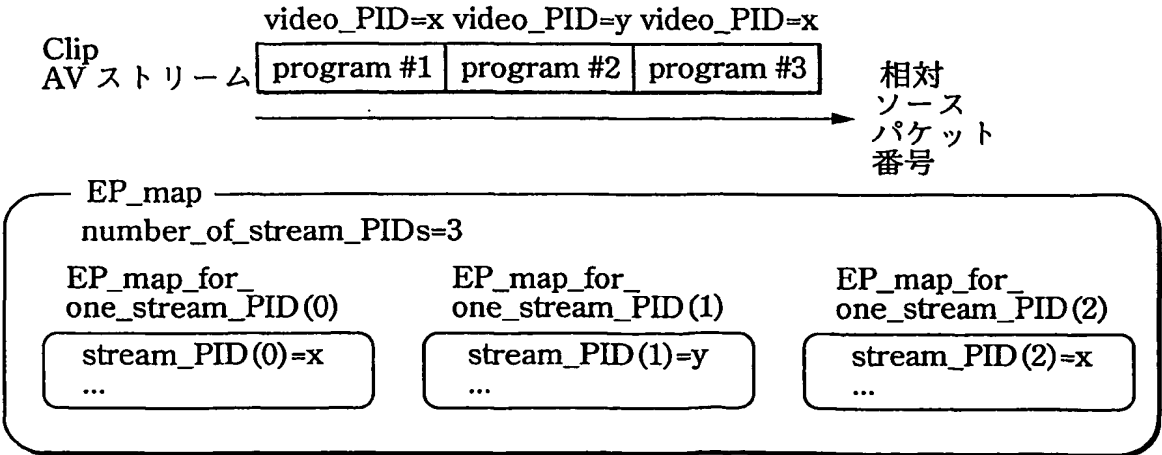 video_PID=x video_PID=y video_PID=x
Clip
AVストリーム
program #1 program #2 program #3
相対
ソース
パケット
番号
EP_map
number_of_stream_PIDs=3
EP_map_for_
one_stream_PID(0)
stream_PID(0)=x
...
EP_map_for_
one_stream_PID(1)
stream_PID(1)=y
...
EP_map_for_
one_stream_PID(2)
stream_PID(2)=x
...